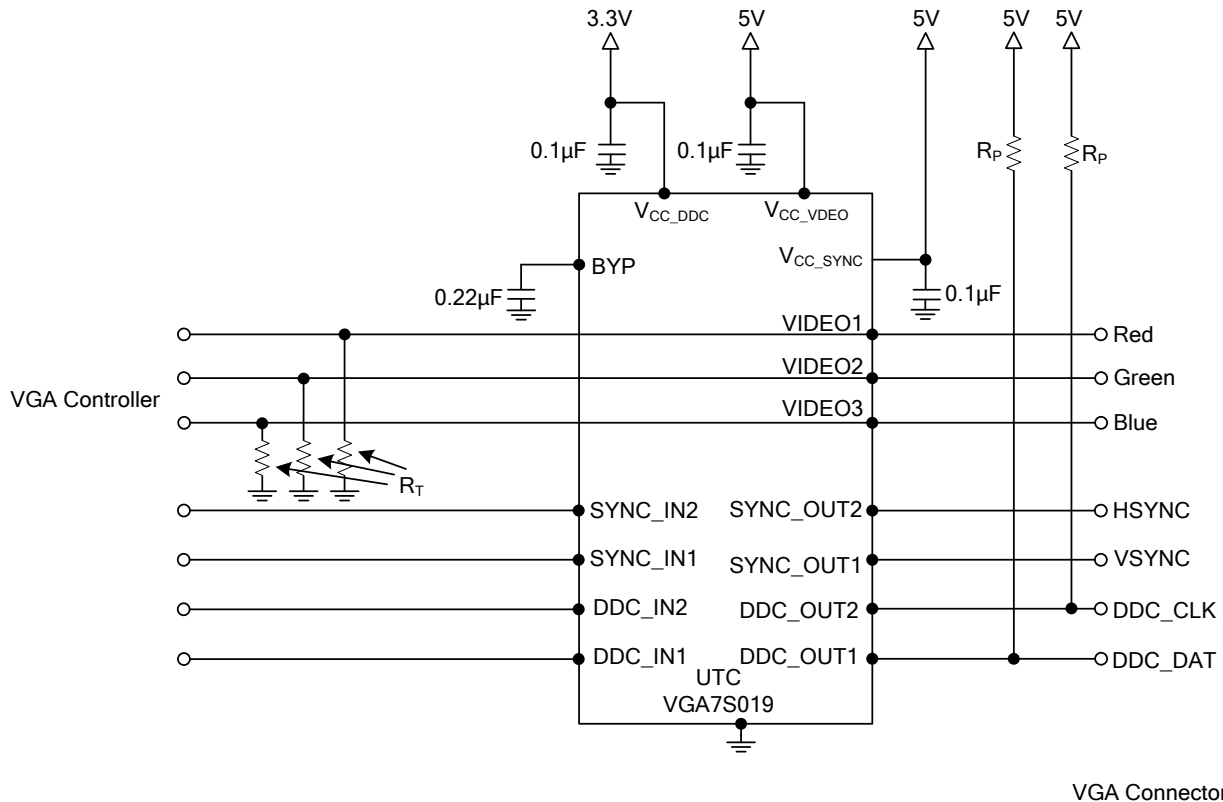 3.3V
5V
5V
5V
5V
0.1µF
0.1µF
RP
RP
VCC_DDC
VCC_VDEO
BYP
VCC_SYNC
0.22µF
0.1µF
VIDEO1
Red
VIDEO2
Green
VGA Controller
VIDEO3
Blue
RT
SYNC_IN2
SYNC_OUT2
HSYNC
SYNC_IN1
SYNC_OUT1
VSYNC
DDC_IN2
DDC_OUT2
DDC_CLK
DDC_IN1
DDC_OUT1
DDC_DAT
UTC
VGA7S019
VGA Connector